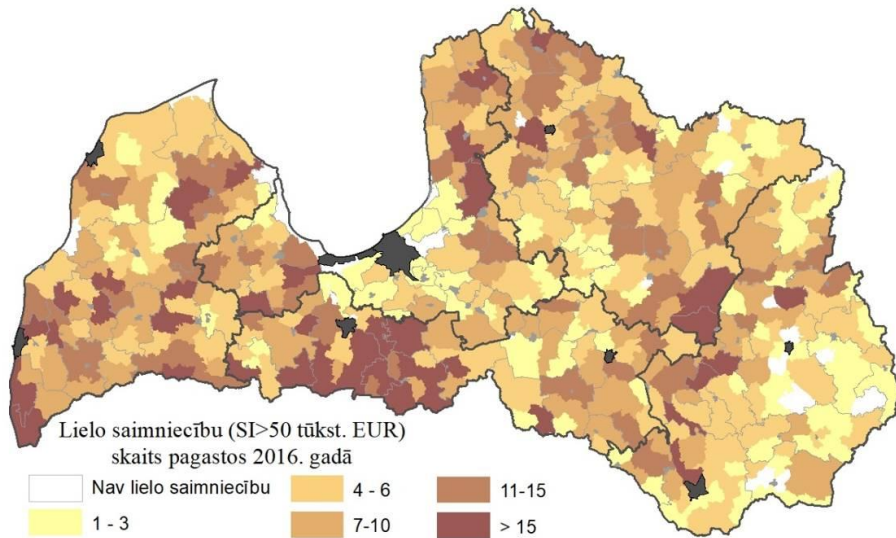 Lielo saimniecību (SI>50 tūkst. EUR)
skaits pagastos 2016. gadā
Nav lielo saimniecību
4 - 6
11-15
1 - 3
7-10
> 15